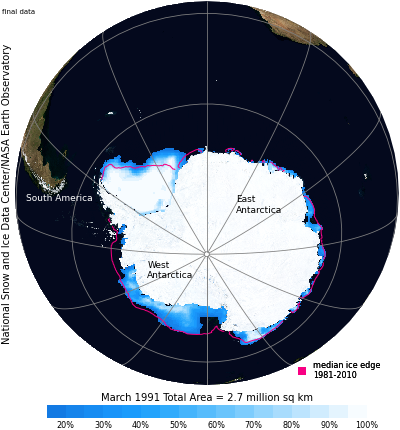 final data
National Snow and Ice Data Center/NASA Earth Observatory
South America
East
Antarctica
West
Antarctica
median ice edge
1981-2010
March 1991 Total Area = 2.7 million sq km
20% 30% 40% 50% 60% 70% 80% 90% 100%